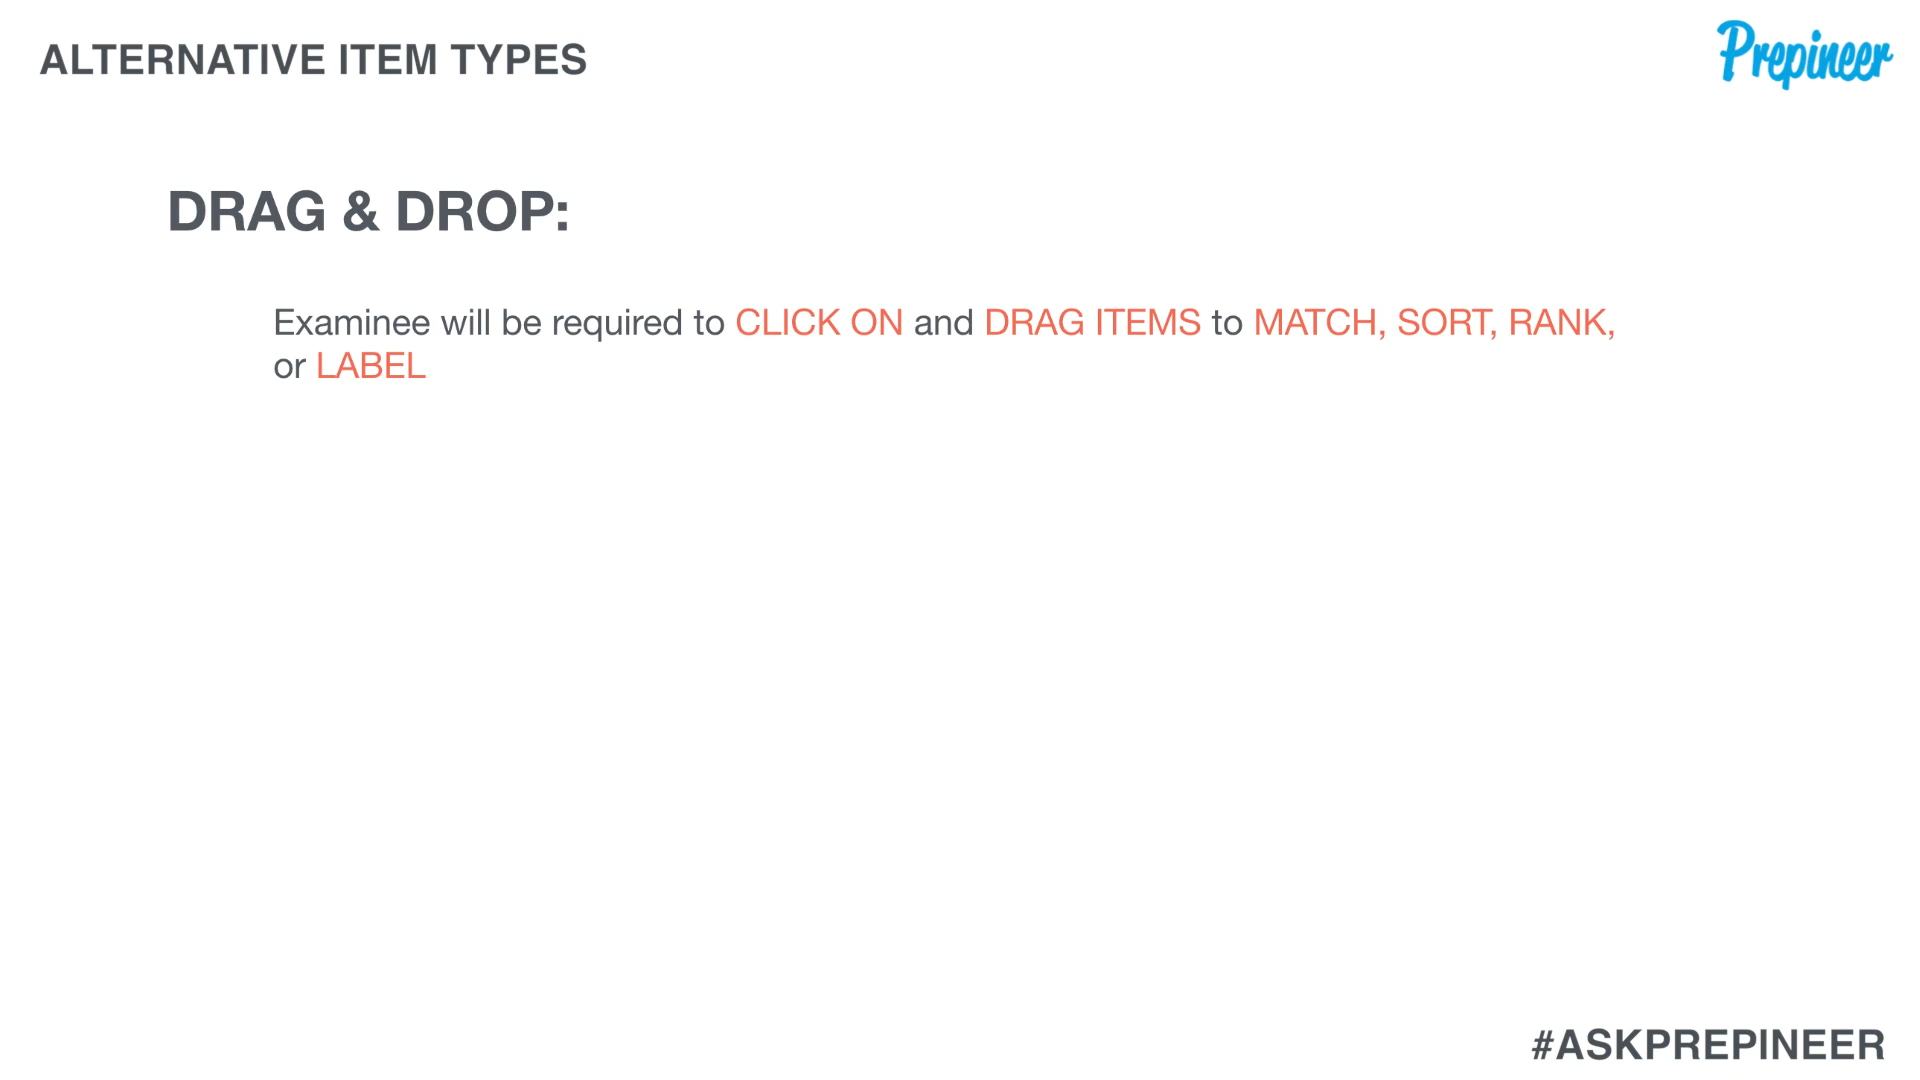 ALTERNATIVE ITEM TYPES
Prepineer
DRAG & DROP:
Examinee will be required to CLICK ON and DRAG ITEMS to MATCH, SORT, RANK,
or LABEL
#ASKPREPINEER